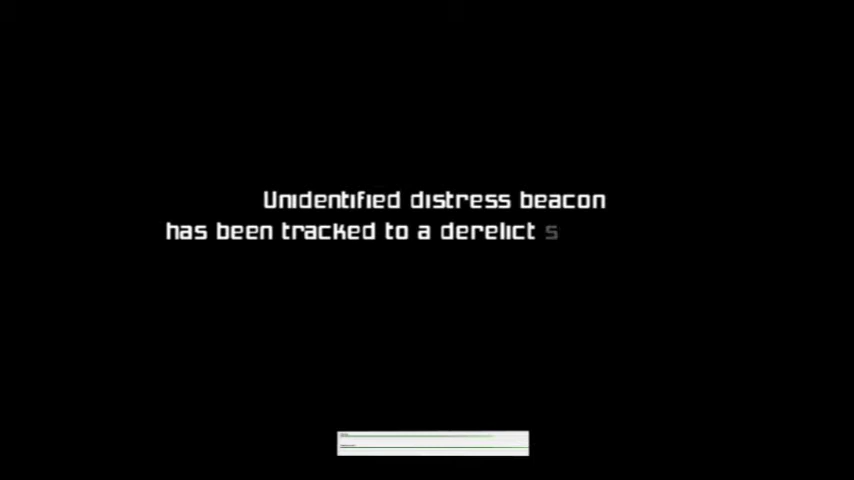 Unidentified distress beacon
has been tracked to a derelict s